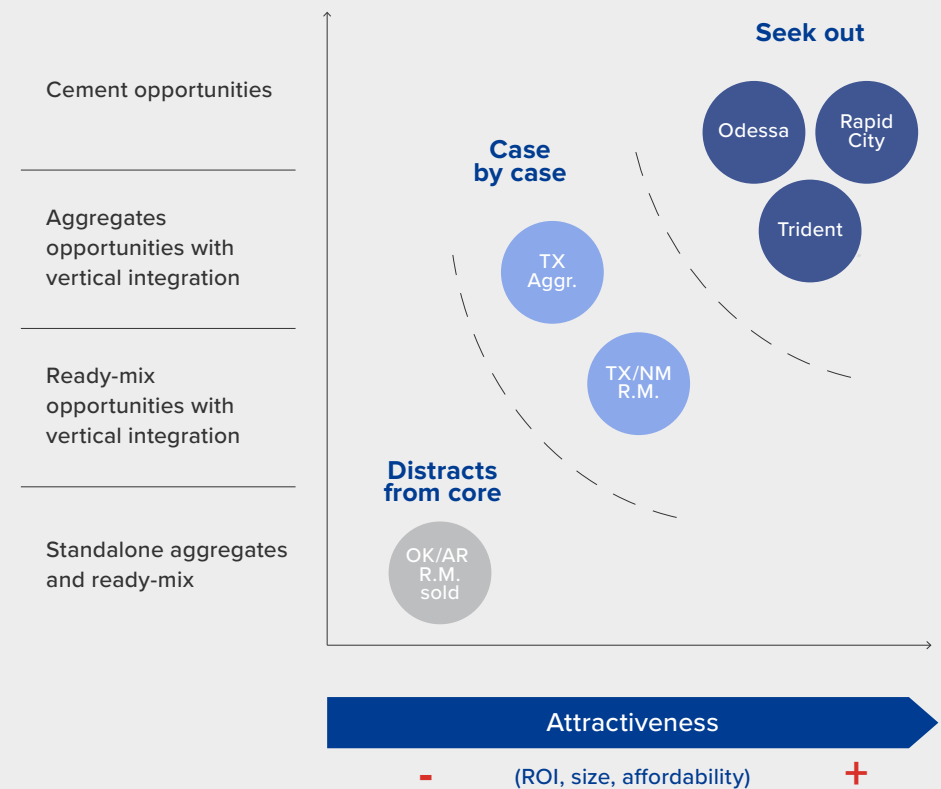 Seek out
Cement opportunities
Odessa
Rapid
City
Case
by case
Aggregates
opportunities with
vertical integration
Trident
TX
Aggr.
Ready-mix
opportunities with
vertical integration
TX/NM
R.M.
Distracts
from core
Standalone aggregates
and ready-mix
OK/AR
R.M.
sold
Attractiveness
- (ROI, size, affordability) +